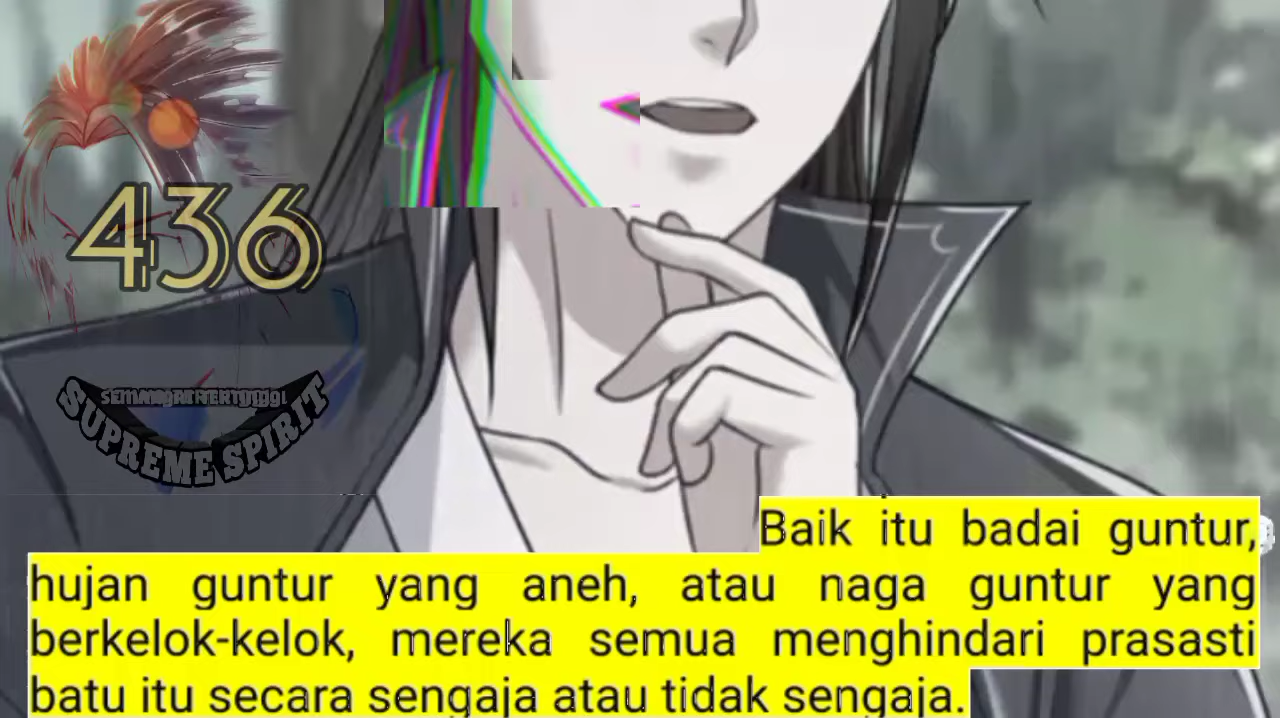 436
SUPREME SPIRIT
Baik itu badai guntur,
hujan guntur yang aneh, atau naga guntur yang
berkelok-kelok, mereka semua menghindari prasasti
batu itu secara sengaja atau tidak sengaja.